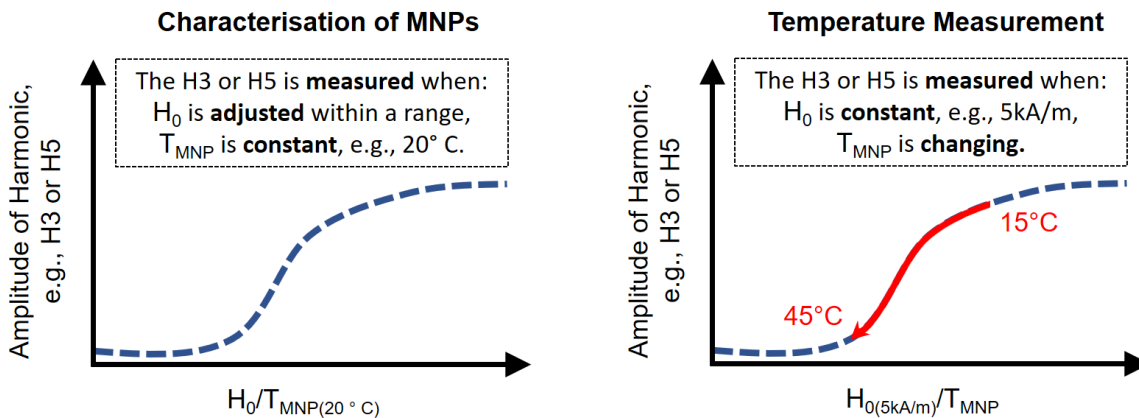 Characterisation of MNPs
The H3 or H5 is measured when:
H0 is adjusted within a range,
TMNP is constant, e.g., 20° C.
Amplitude of Harmonic,
e.g., H3 or H5
H0/TMNP(20 ° C)
Temperature Measurement
The H3 or H5 is measured when:
H0 is constant, e.g., 5kA/m,
TMNP is changing.
Amplitude of Harmonic,
e.g., H3 or H5
15°C
45°C
H0(5kA/m)/TMNP